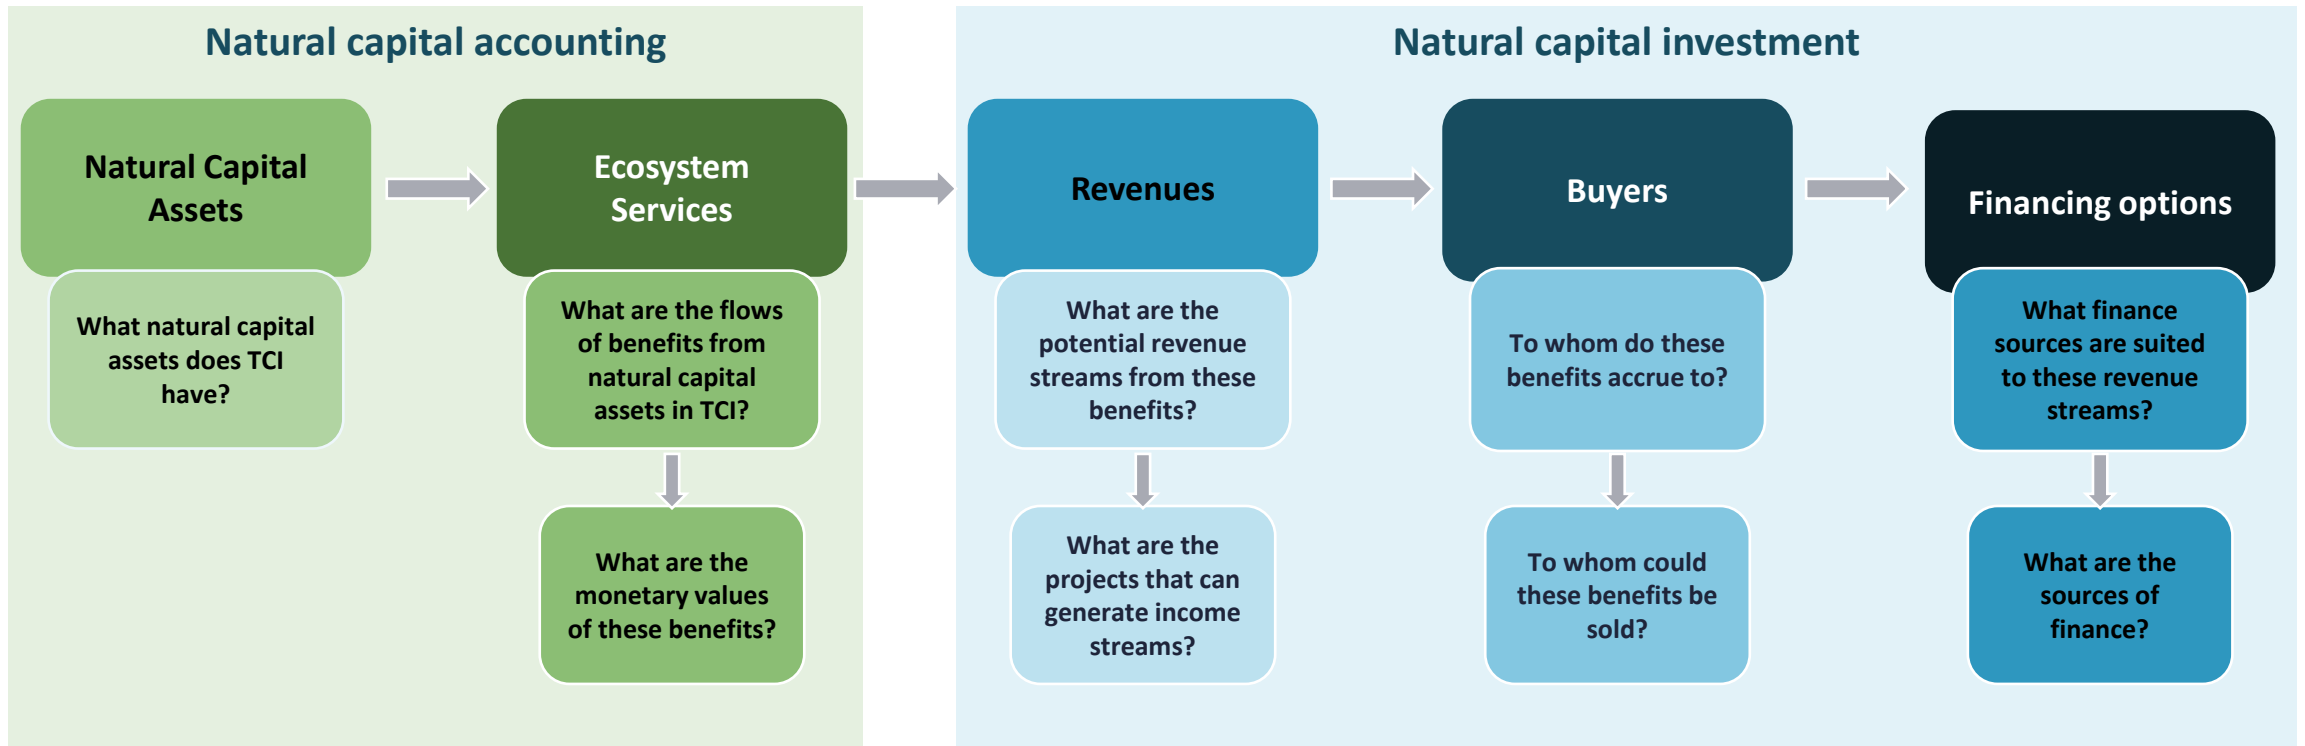 Natural capital accounting
Natural capital investment
Natural Capital
Assets
Ecosystem
Services
Revenues
Buyers
Financing options
What natural capital
assets does TCI
have?
What are the flows
of benefits from
natural capital
assets in TCI?
What are the
potential revenue
streams from these
benefits?
To whom do these
benefits accrue to?
What finance
sources are suited
to these revenue
streams?
What are the
monetary values
of these benefits?
What are the
projects that can
generate income
streams?
To whom could
these benefits be
sold?
What are the
sources of
finance?